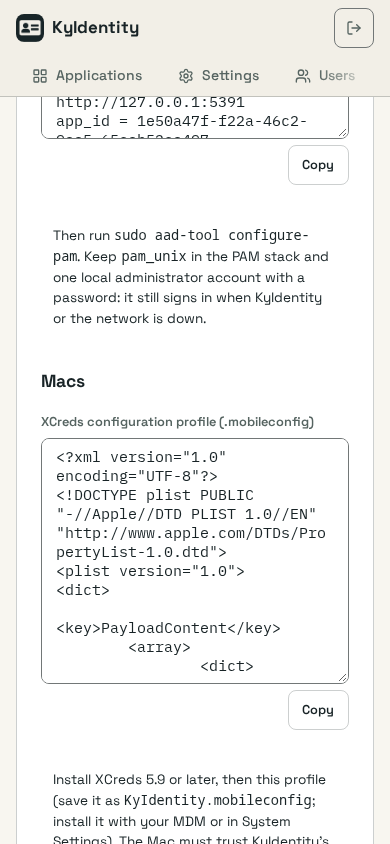 KyIdentity
Applications
Settings
Users
http://127.0.0.1:5391
app_id = 1e50a47f-f22a-46c2-
Copy
Then run sudo aad-tool configure-
pam. Keep pam_unix in the PAM stack and
one local administrator account with a
password: it still signs in when KyIdentity
or the network is down.
Macs
XCreds configuration profile (.mobileconfig)
<?xml version="1.0"
encoding="UTF-8"?>
<!DOCTYPE plist PUBLIC
"-//Apple//DTD PLIST 1.0//EN"
"http://www.apple.com/DTDs/Pro
pertyList-1.0.dtd">
<plist version="1.0">
<dict>
<key>PayloadContent</key>
<array>
<dict>
Copy
Install XCreds 5.9 or later, then this profile
(save it as KyIdentity.mobileconfig;
install it with your MDM or in System
Settings). The Mac must trust KyIdentity's